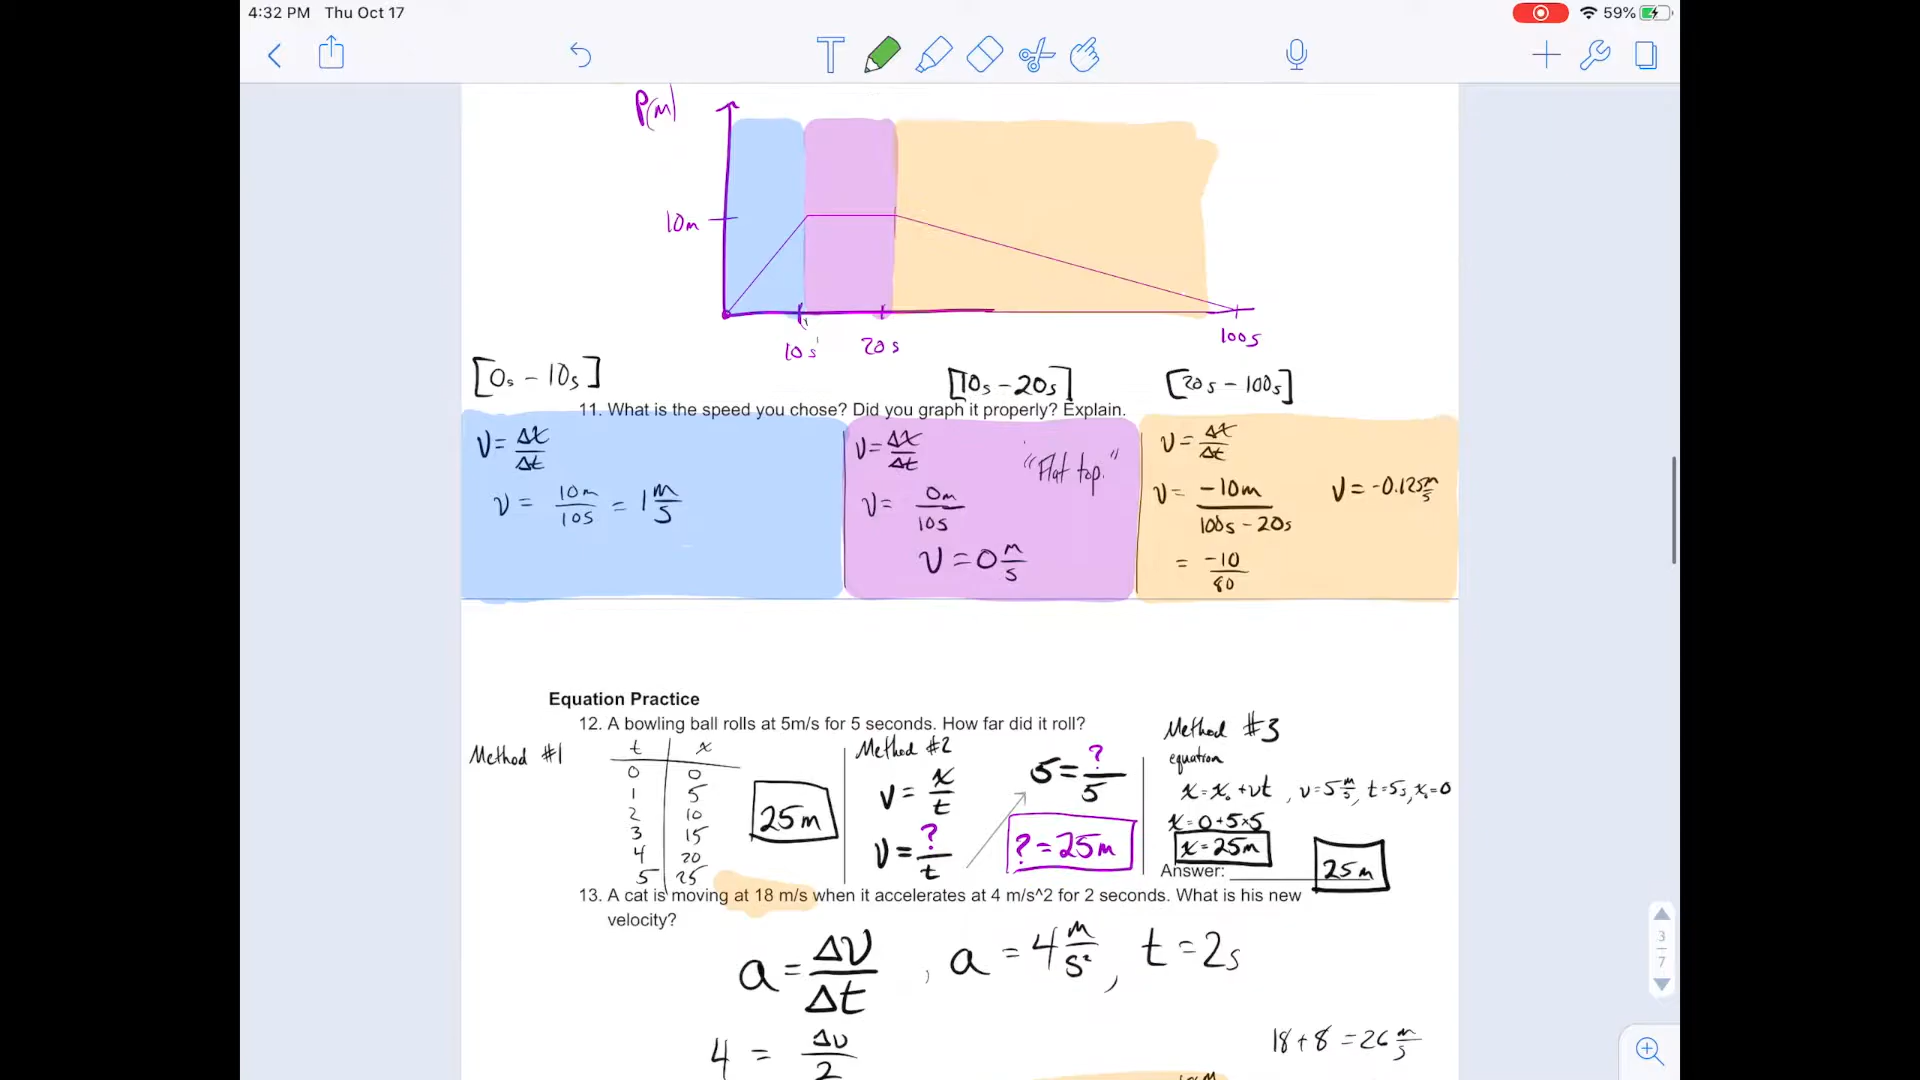 4:32 PM Thu Oct 17
59%
P(m)
10m
10s
20s
100s
[0s - 10s]
[10s - 20s]
[20s - 100s]
11. What is the speed you chose? Did you graph it properly? Explain.
v = Δx/Δt
v = 10m/10s = 1 m/s
v = Δx/Δt
"Flat top."
v = 0m/10s
v = 0 m/s
v = Δx/Δt
v = -10m/100s - 20s
v = -0.125 m/s
= -10/80
Equation Practice
12. A bowling ball rolls at 5m/s for 5 seconds. How far did it roll?
Method #1
t x
0 0
1 5
2 10
3 15
4 20
5 25
25m
Method #2
v = x/t
v = ?/t
5 = ?/5
? = 25m
Method #3
equation
x = x₀ + vt , v = 5 m/s, t = 5s, x₀ = 0
x = 0 + 5×5
x = 25m
Answer: 25m
13. A cat is moving at 18 m/s when it accelerates at 4 m/s^2 for 2 seconds. What is his new
velocity?
a = Δv/Δt , a = 4 m/s², t = 2s
4 = Δv/2
18 + 8 = 26 m/s
3
7